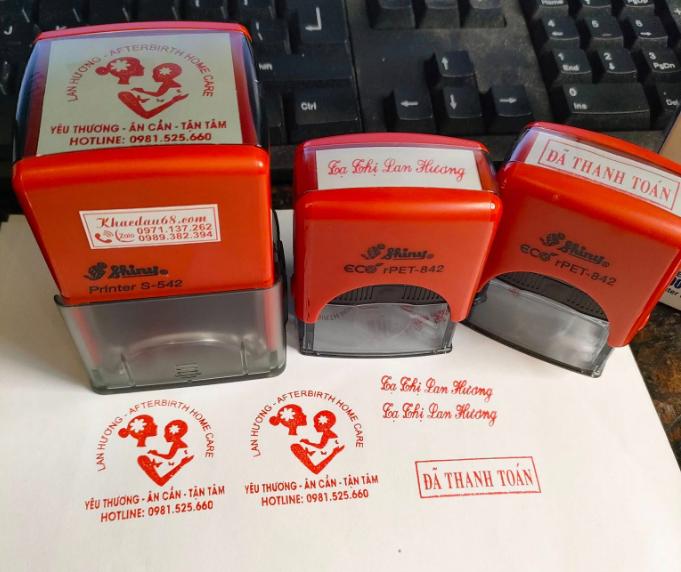 LAN HƯƠNG - AFTERBIRTH HOME CARE
YÊU THƯƠNG - ÂN CẦN - TẬN TÂM
HOTLINE: 0981.525.660
Khacdau68.com
Zalo
0971.137.262
0989.382.394
Shiny
Printer S-542
Tạ Thị Lan Hương
Shiny
eco rPET-842
ĐÃ THANH TOÁN
Shiny
eco rPET-842
Ctrl
End
PgDn
Ins
Del
LAN HƯƠNG - AFTERBIRTH HOME CARE
YÊU THƯƠNG - ÂN CẦN - TẬN TÂM
HOTLINE: 0981.525.660
LAN HƯƠNG - AFTERBIRTH HOME CARE
YÊU THƯƠNG - ÂN CẦN - TẬN TÂM
HOTLINE: 0981.525.660
Tạ Thị Lan Hương
Tạ Thị Lan Hương
ĐÃ THANH TOÁN